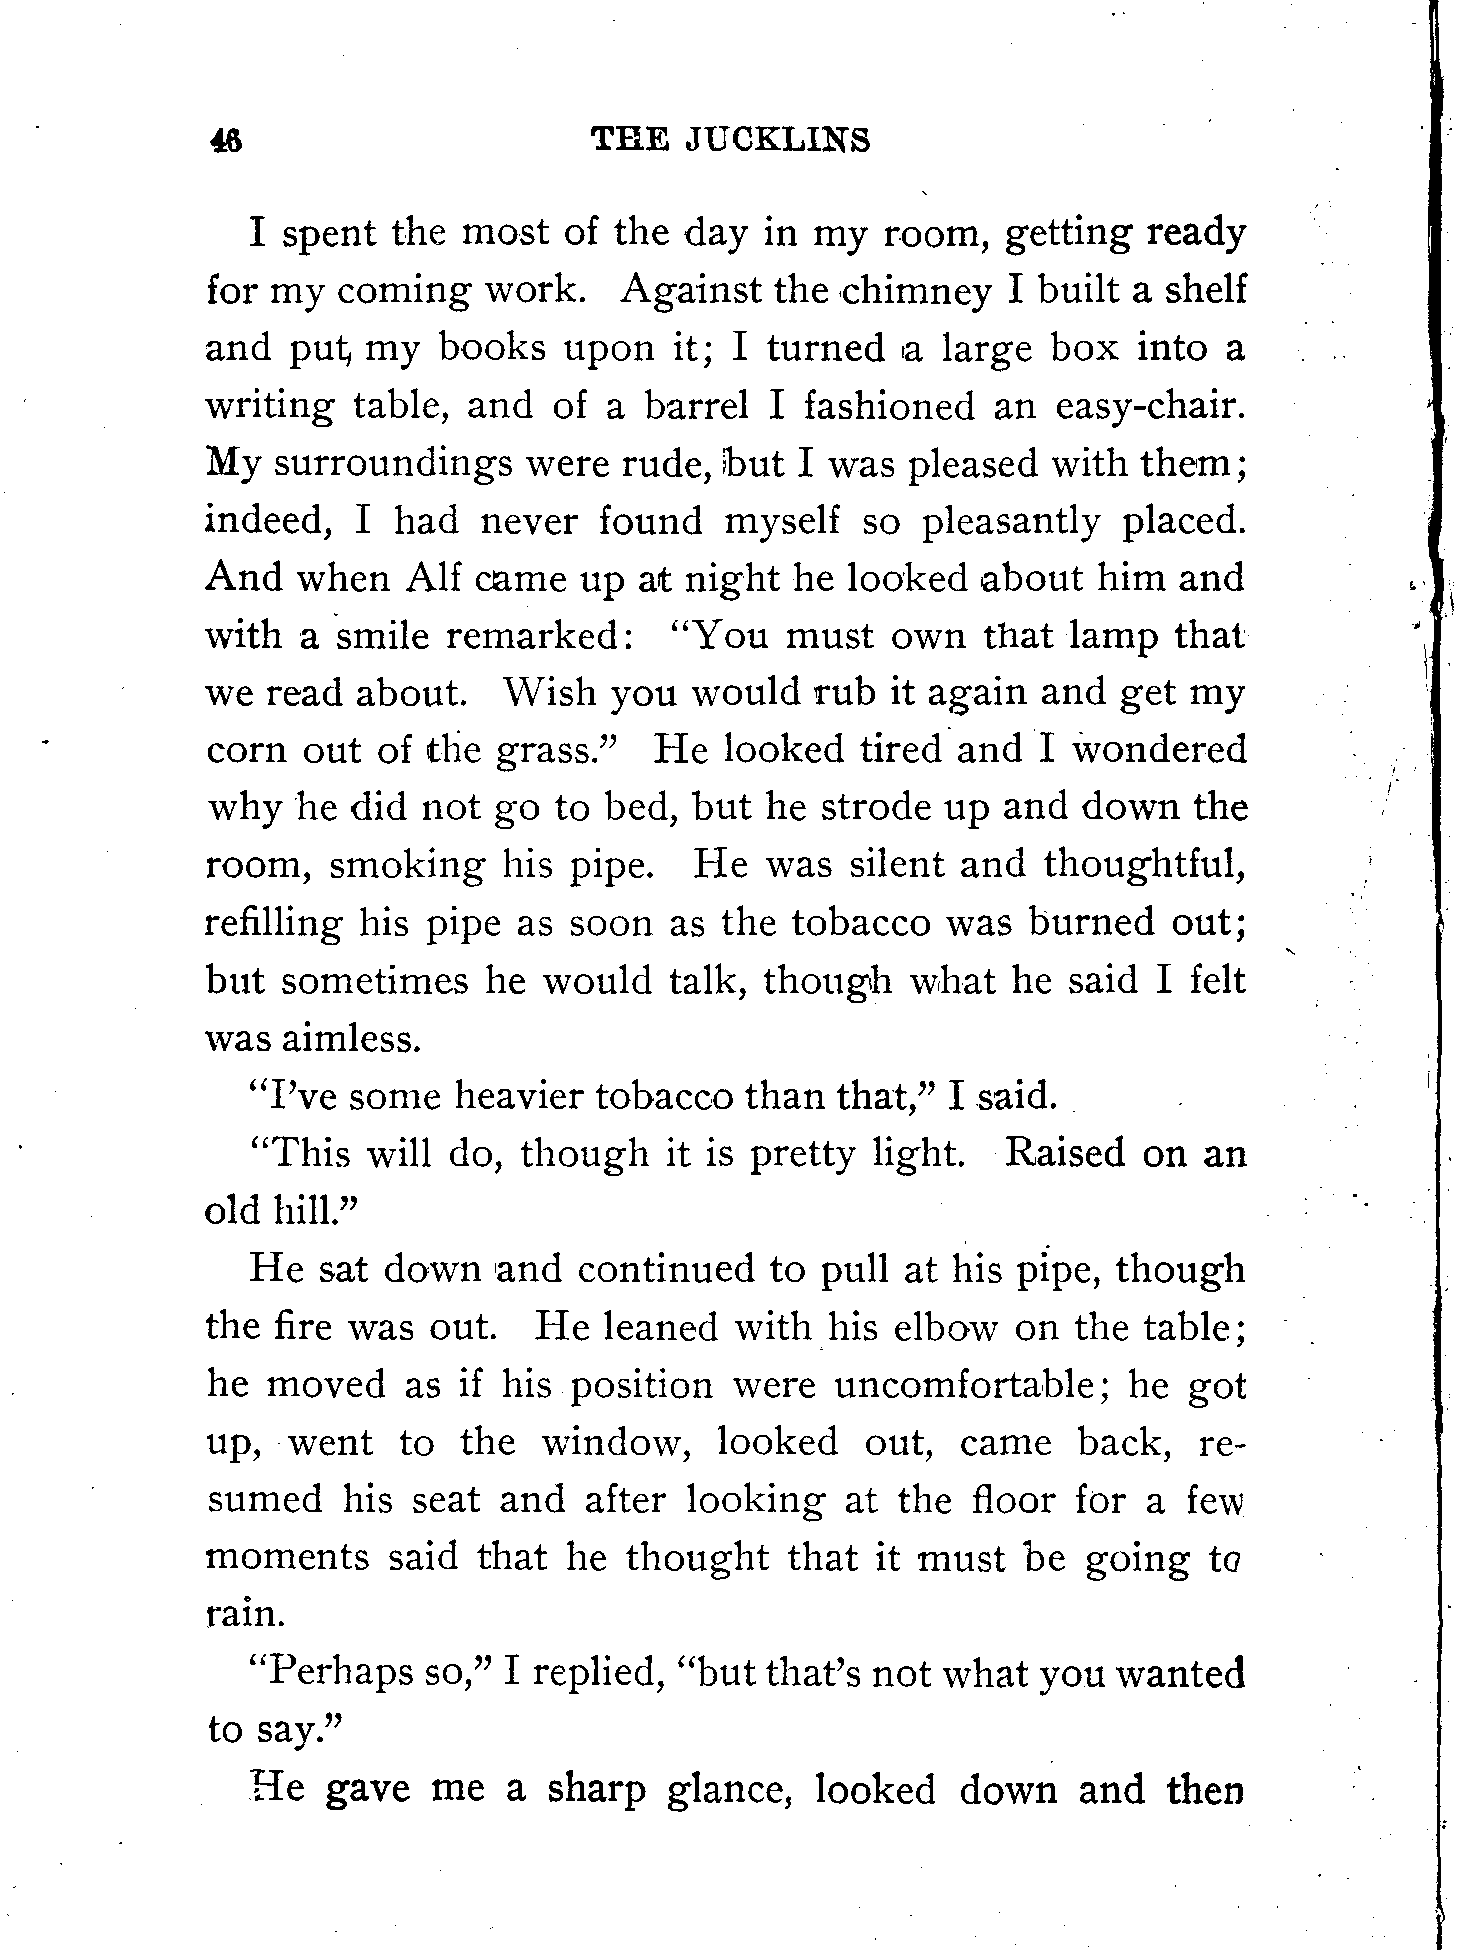 46 THE JUCKLINS
I spent the most of the day in my room, getting ready
for my coming work. Against the chimney I built a shelf
and put my books upon it; I turned a large box into a
writing table, and of a barrel I fashioned an easy-chair.
My surroundings were rude, but I was pleased with them;
indeed, I had never found myself so pleasantly placed.
And when Alf came up at night he looked about him and
with a smile remarked: “You must own that lamp that
we read about. Wish you would rub it again and get my
corn out of the grass.” He looked tired and I wondered
why he did not go to bed, but he strode up and down the
room, smoking his pipe. He was silent and thoughtful,
refilling his pipe as soon as the tobacco was burned out;
but sometimes he would talk, though what he said I felt
was aimless.
“I’ve some heavier tobacco than that,” I said.
“This will do, though it is pretty light. Raised on an
old hill.”
He sat down and continued to pull at his pipe, though
the fire was out. He leaned with his elbow on the table;
he moved as if his position were uncomfortable; he got
up, went to the window, looked out, came back, re-
sumed his seat and after looking at the floor for a few
moments said that he thought that it must be going to
rain.
“Perhaps so,” I replied, “but that’s not what you wanted
to say.”
He gave me a sharp glance, looked down and then